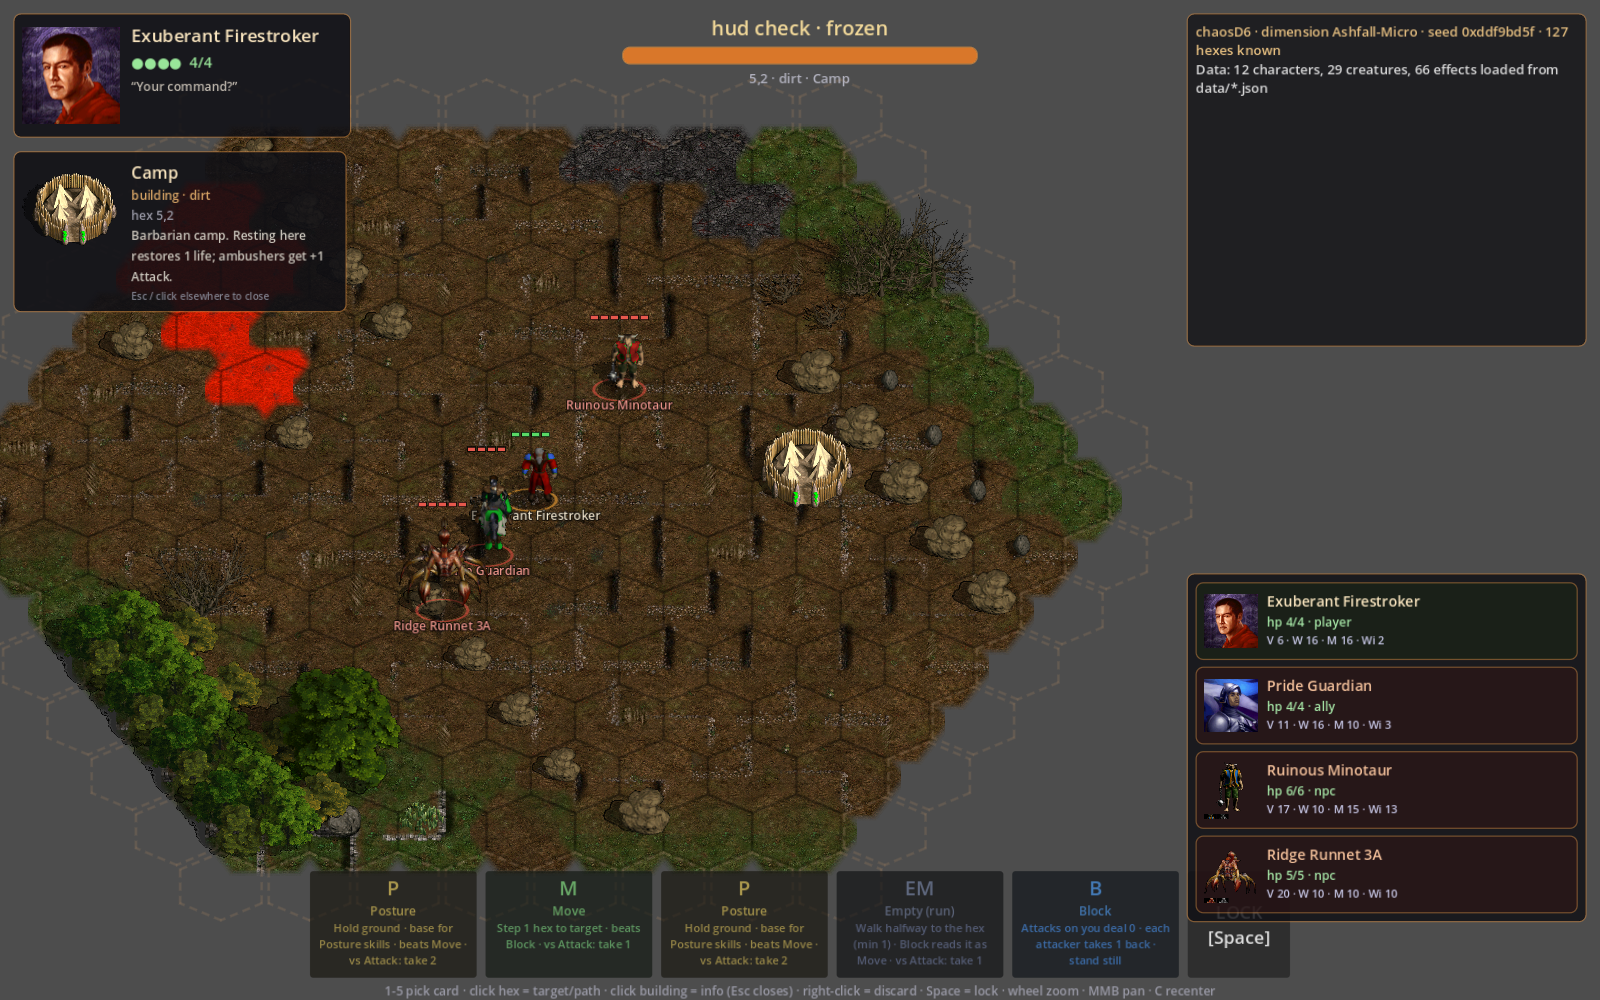 Exuberant Firestroker
4/4
“Your command?”
Camp
building · dirt
hex 5,2
Barbarian camp. Resting here
restores 1 life; ambushers get +1
Attack.
Esc / click elsewhere to close
hud check · frozen
5,2 · dirt · Camp
chaosD6 · dimension Ashfall-Micro · seed 0xddf9bd5f · 127
hexes known
Data: 12 characters, 29 creatures, 66 effects loaded from
data/*.json
Ruinous Minotaur
ant Firestroker
Guardian
Ridge Runnet 3A
Exuberant Firestroker
hp 4/4 · player
V 6 · W 16 · M 16 · Wi 2
Pride Guardian
hp 4/4 · ally
V 11 · W 16 · M 10 · Wi 3
Ruinous Minotaur
hp 6/6 · npc
V 17 · W 10 · M 15 · Wi 13
Ridge Runnet 3A
hp 5/5 · npc
V 20 · W 10 · M 10 · Wi 10
P
Posture
Hold ground · base for
Posture skills · beats Move ·
vs Attack: take 2
M
Move
Step 1 hex to target · beats
Block · vs Attack: take 1
P
Posture
Hold ground · base for
Posture skills · beats Move ·
vs Attack: take 2
EM
Empty (run)
Walk halfway to the hex
(min 1) · Block reads it as
Move · vs Attack: take 1
B
Block
Attacks on you deal 0 · each
attacker takes 1 back ·
stand still
LOCK
[Space]
1-5 pick card · click hex = target/path · click building = info (Esc closes) · right-click = discard · Space = lock · wheel zoom · MMB pan · C recenter